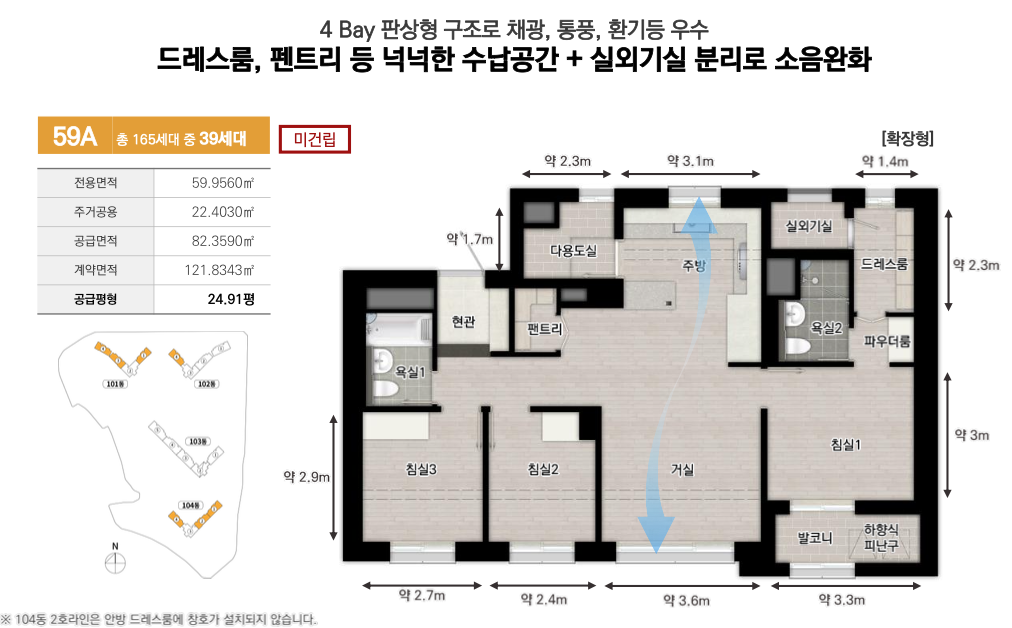 4 Bay 판상형 구조로 채광, 통풍, 환기등 우수
드레스룸, 펜트리 등 넉넉한 수납공간 + 실외기실 분리로 소음완화
59A 총 165세대 중 39세대
미건립
[확장형]
전용면적 59.9560㎡
주거공용 22.4030㎡
공급면적 82.3590㎡
계약면적 121.8343㎡
공급평형 24.91평
약 2.3m
약 3.1m
약 1.4m
약 1.7m
다용도실
주방
실외기실
드레스룸
약 2.3m
현관
팬트리
욕실2
파우더룸
욕실1
101동
102동
103동
104동
N
약 2.9m
침실3
침실2
거실
침실1
약 3m
발코니
하향식
피난구
약 2.7m
약 2.4m
약 3.6m
약 3.3m
※ 104동 2호라인은 안방 드레스룸에 창호가 설치되지 않습니다.